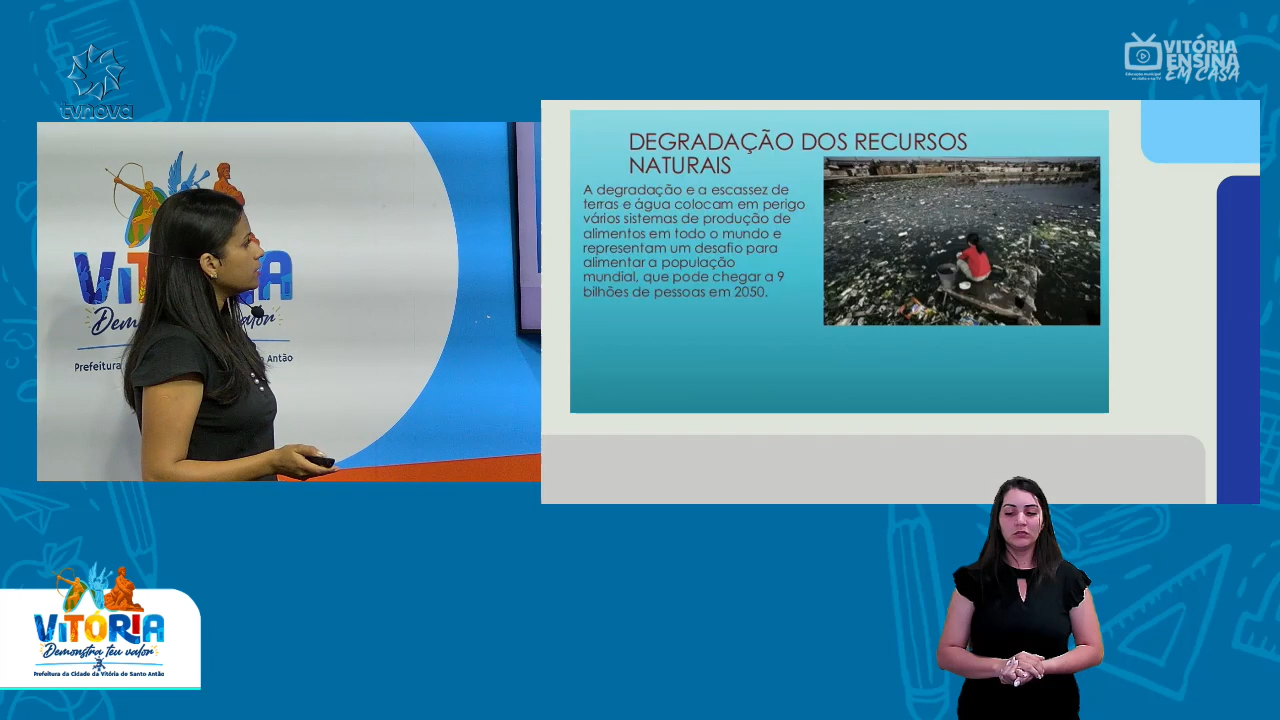 tvnova
VITÓRIA
ENSINA
EM CASA
DEGRADAÇÃO DOS RECURSOS
NATURAIS
A degradação e a escassez de
terras e água colocam em perigo
vários sistemas de produção de
alimentos em todo o mundo e
representam um desafio para
alimentar a população
mundial, que pode chegar a 9
bilhões de pessoas em 2050.
VITÓRIA
Demonstra teu valor
Prefeitura da Cidade da Vitória de Santo Antão